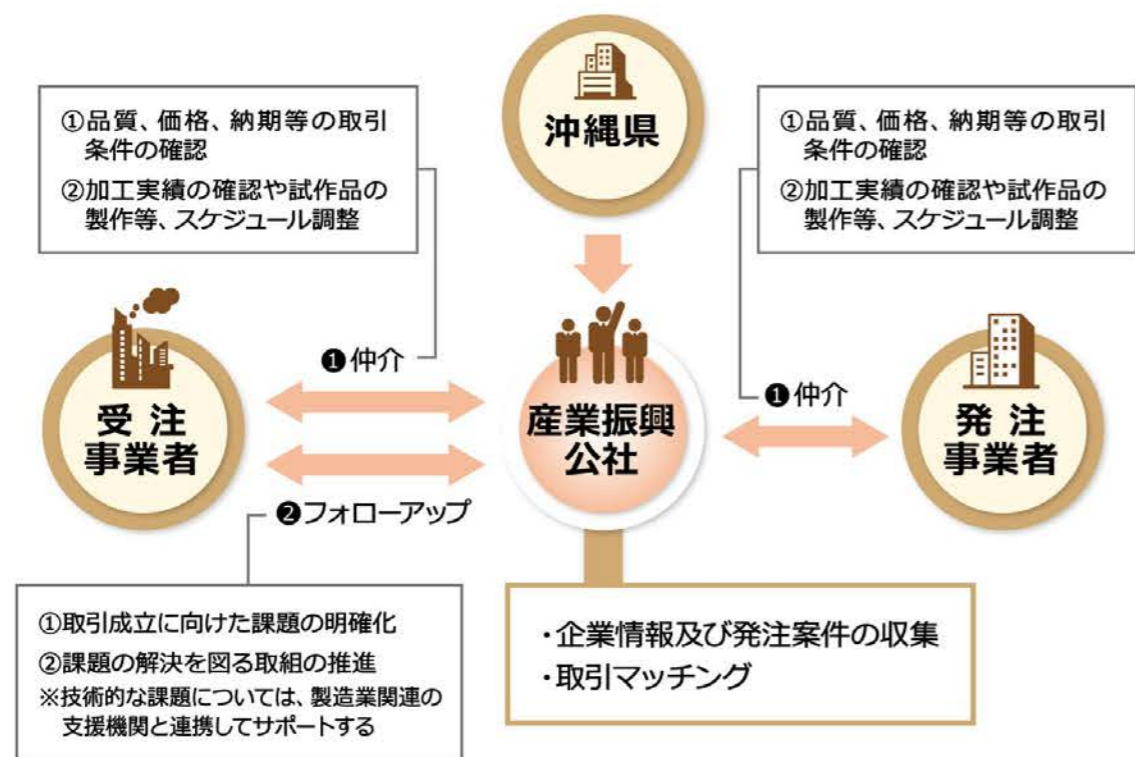 沖縄県
①品質、価格、納期等の取引
条件の確認
②加工実績の確認や試作品の
製作等、スケジュール調整
①品質、価格、納期等の取引
条件の確認
②加工実績の確認や試作品の
製作等、スケジュール調整
受注
事業者
❶仲介
産業振興
公社
❶仲介
発注
事業者
❷フォローアップ
①取引成立に向けた課題の明確化
②課題の解決を図る取組の推進
※技術的な課題については、製造業関連の
支援機関と連携してサポートする
・企業情報及び発注案件の収集
・取引マッチング